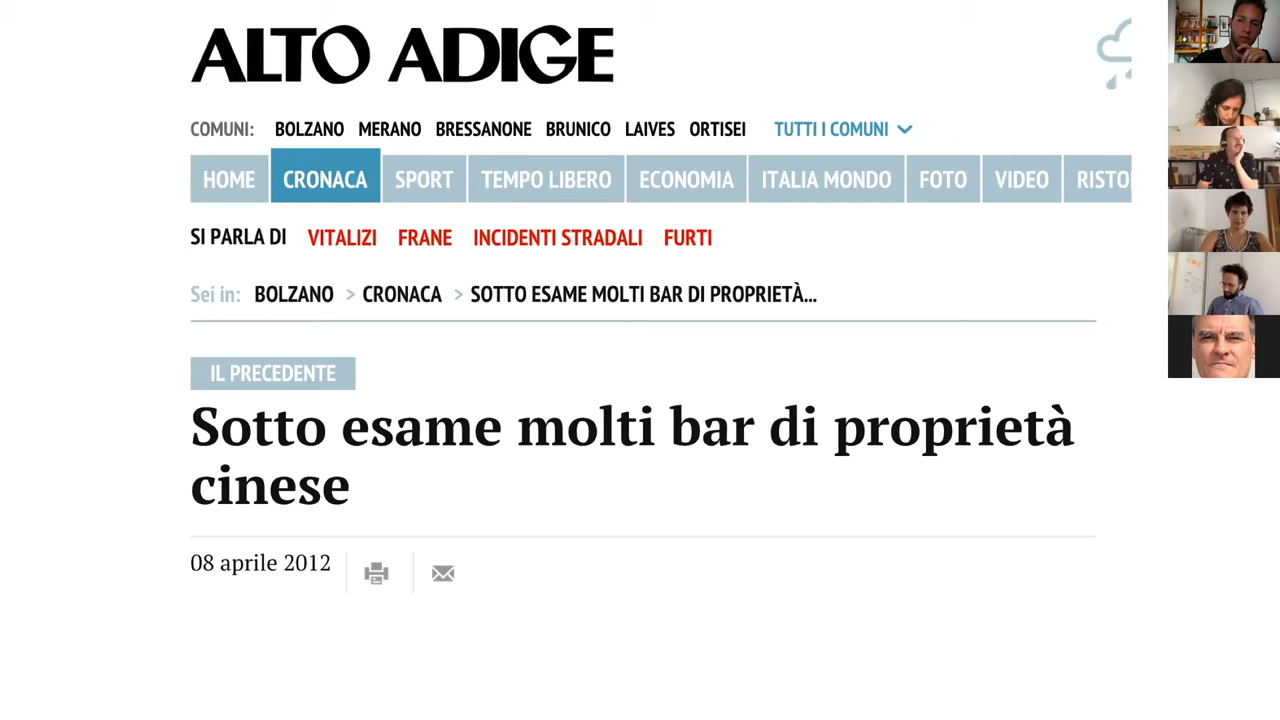 ALTO ADIGE
COMUNI: BOLZANO MERANO BRESSANONE BRUNICO LAIVES ORTISEI TUTTI I COMUNI
HOME CRONACA SPORT TEMPO LIBERO ECONOMIA ITALIA MONDO FOTO VIDEO RISTO
SI PARLA DI VITALIZI FRANE INCIDENTI STRADALI FURTI
Sei in: BOLZANO > CRONACA > SOTTO ESAME MOLTI BAR DI PROPRIETÀ...
IL PRECEDENTE
Sotto esame molti bar di proprietà
cinese
08 aprile 2012